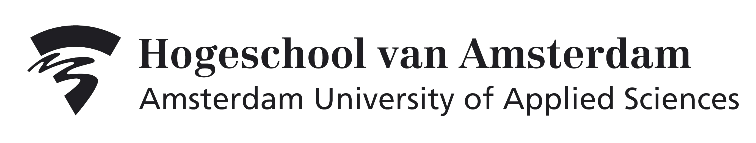 Hogeschool van Amsterdam
Amsterdam University of Applied Sciences